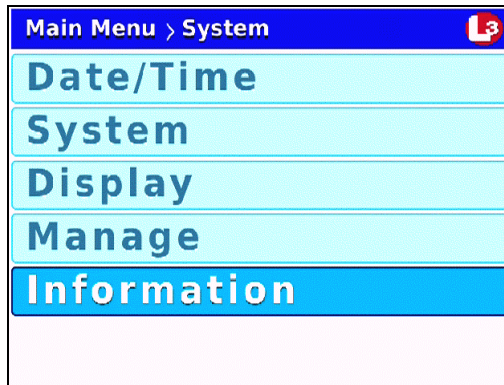 Main Menu > System
L3
Date/Time
System
Display
Manage
Information